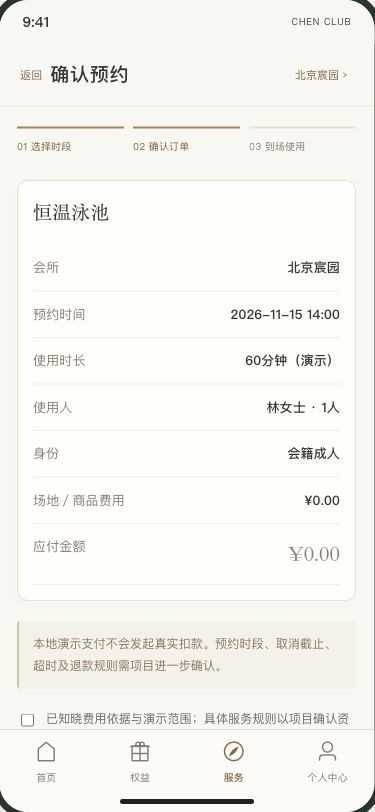 9:41
CHEN CLUB
返回 确认预约
北京宸园 ›
01 选择时段
02 确认订单
03 到场使用
恒温泳池
会所
北京宸园
预约时间
2026-11-15 14:00
使用时长
60分钟（演示）
使用人
林女士 · 1人
身份
会籍成人
场地 / 商品费用
¥0.00
应付金额
¥0.00
本地演示支付不会发起真实扣款。预约时段、取消截止、
超时及退款规则需项目进一步确认。
已知晓费用依据与演示范围；具体服务规则以项目确认资
首页
权益
服务
个人中心